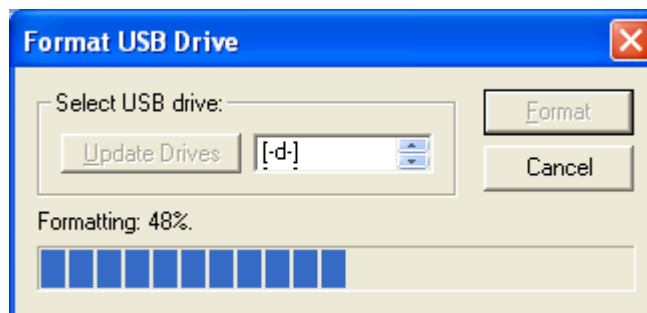 Format USB Drive
Select USB drive:
Update Drives
[-d-]
Format
Cancel
Formatting: 48%.